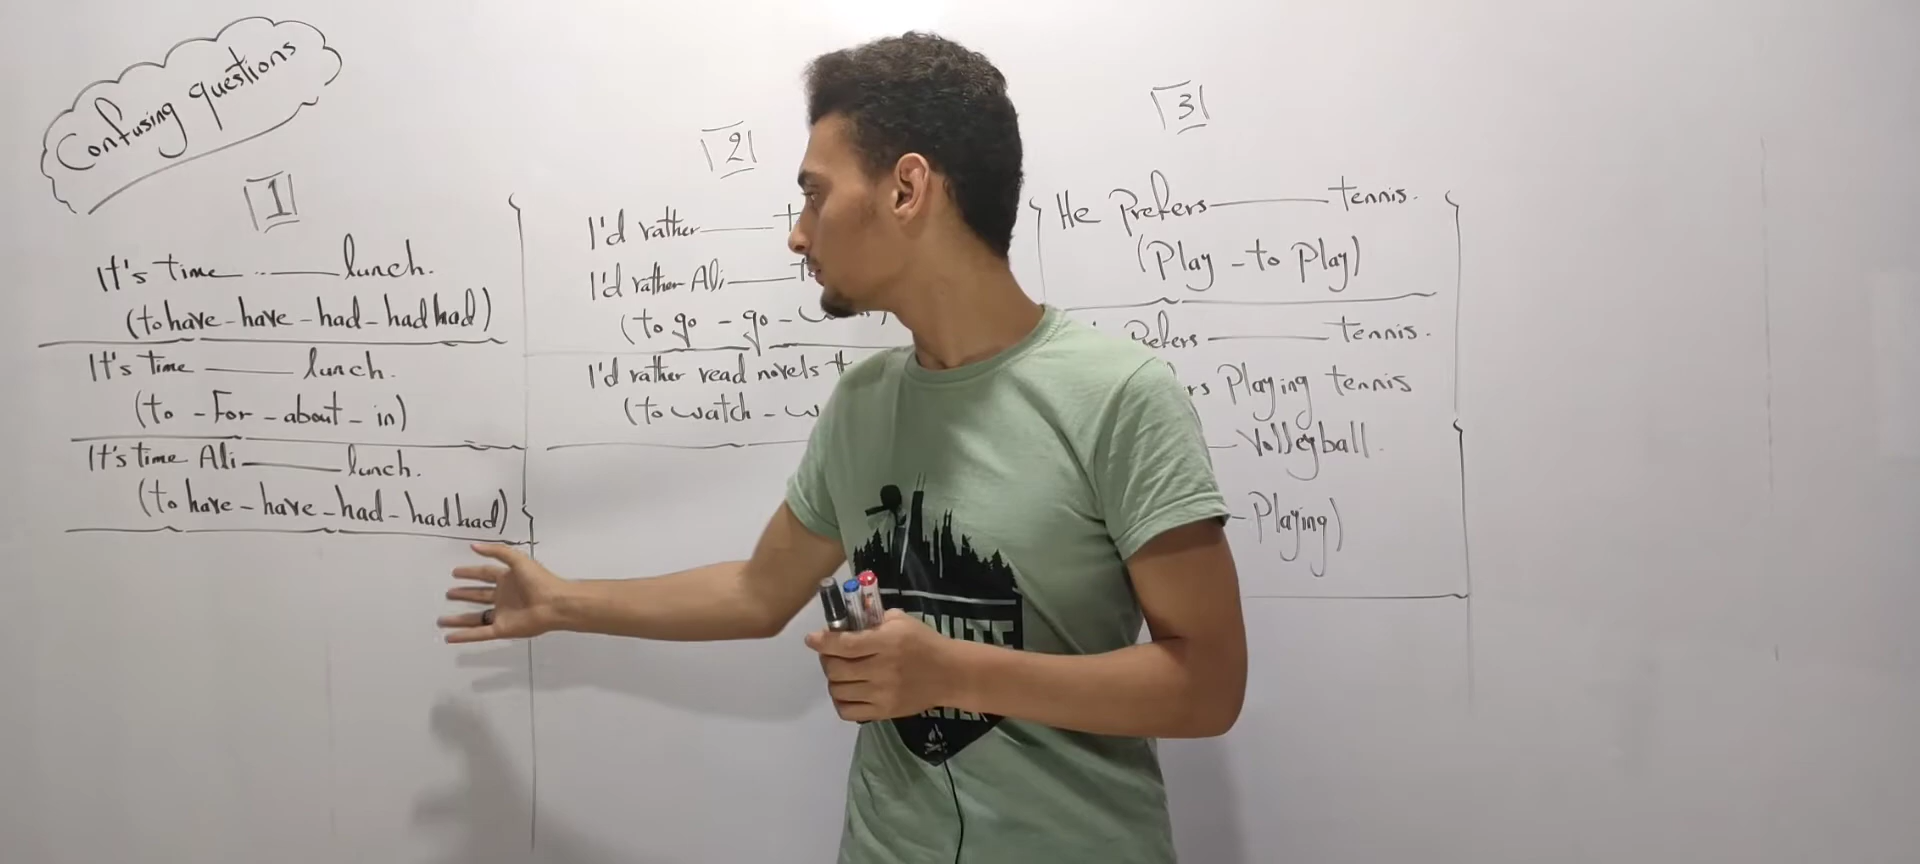 Confusing questions
1
It's time ..______ lunch.
(to have - have - had - had had)
It's time ______ lunch.
(to - For - about - in)
It's time Ali ______ lunch.
(to have - have - had - had had)
2
I'd rather ______ t
I'd rather Ali ______ t
(to go - go -
I'd rather read novels t
(to watch - w
3
He Prefers ______ tennis.
(Play - to Play)
refers ______ tennis.
rs Playing tennis
Volleyball.
- Playing)